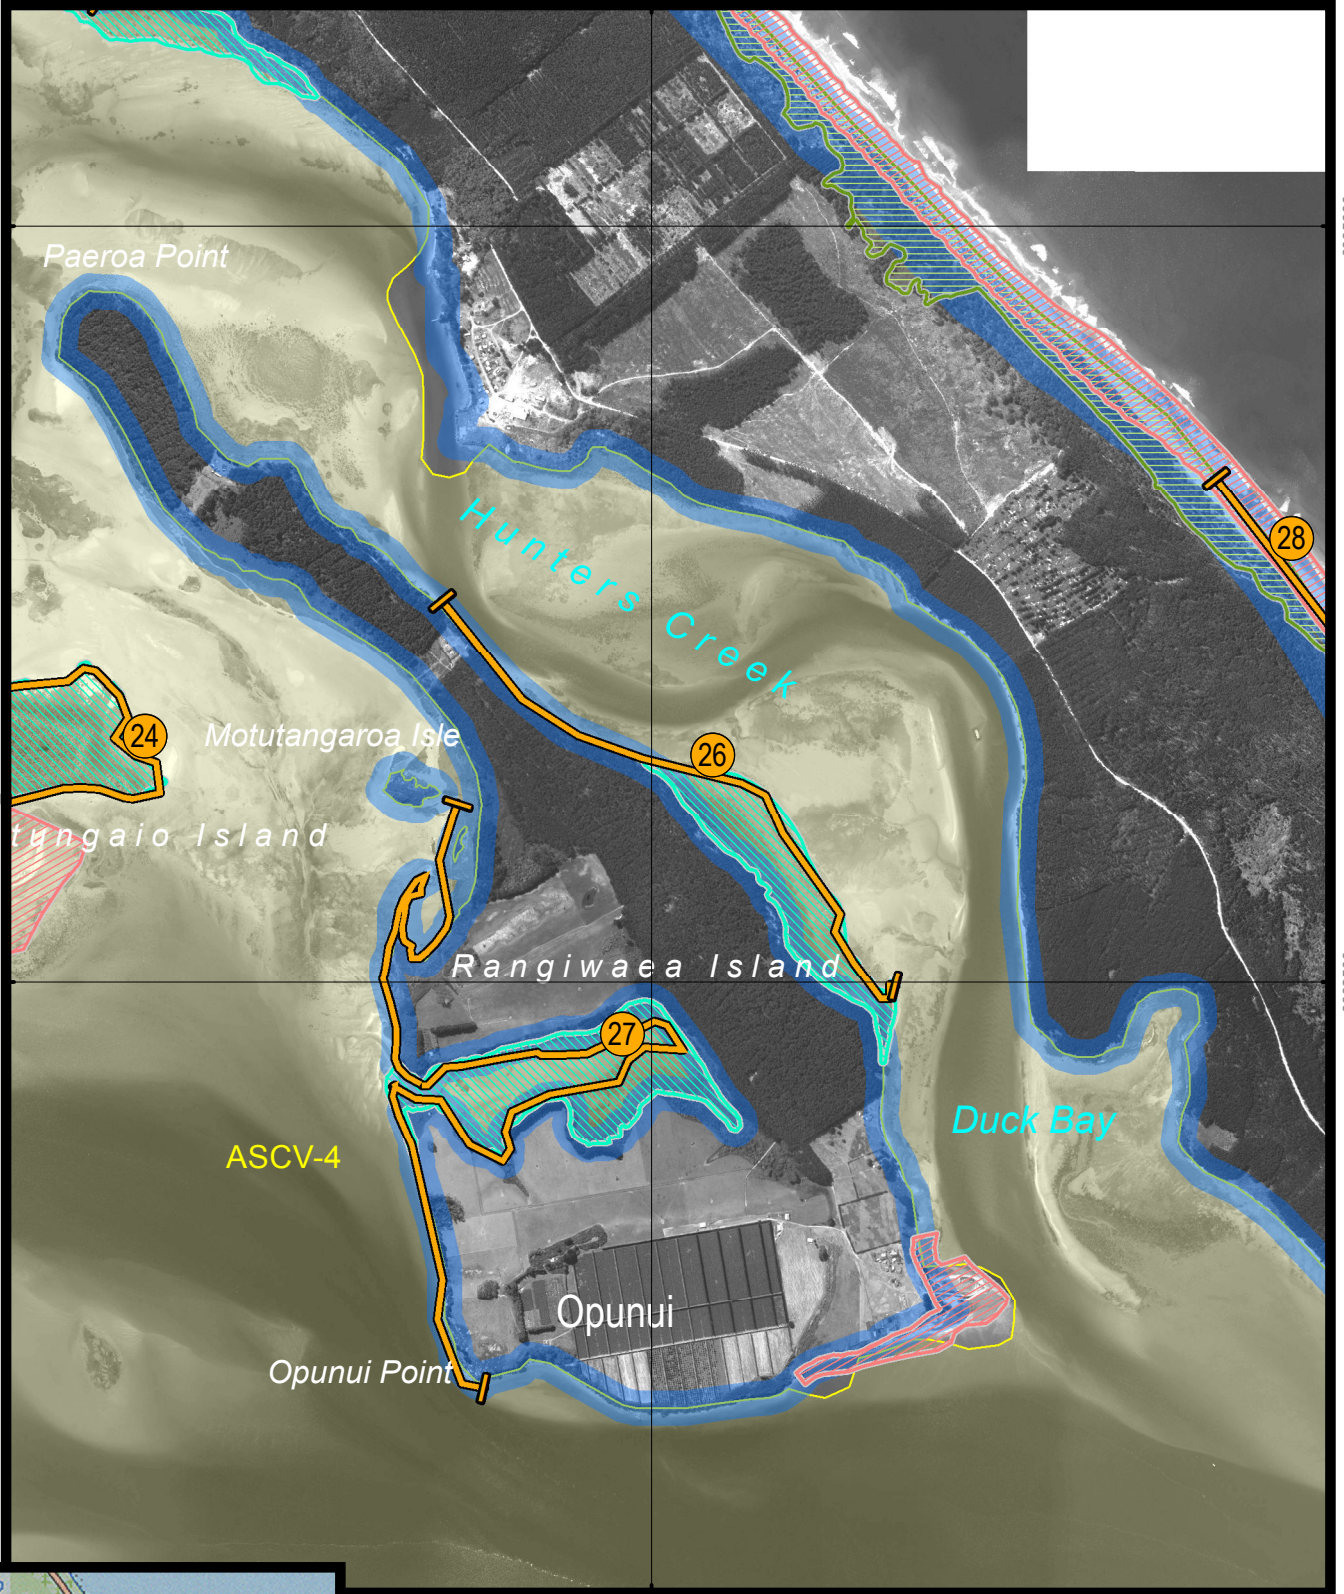 Paeroa Point
Hunters Creek
28
24
Motutangaroa Isle
26
tungaio Island
Rangiwaea Island
27
Duck Bay
ASCV-4
Opunui
Opunui Point